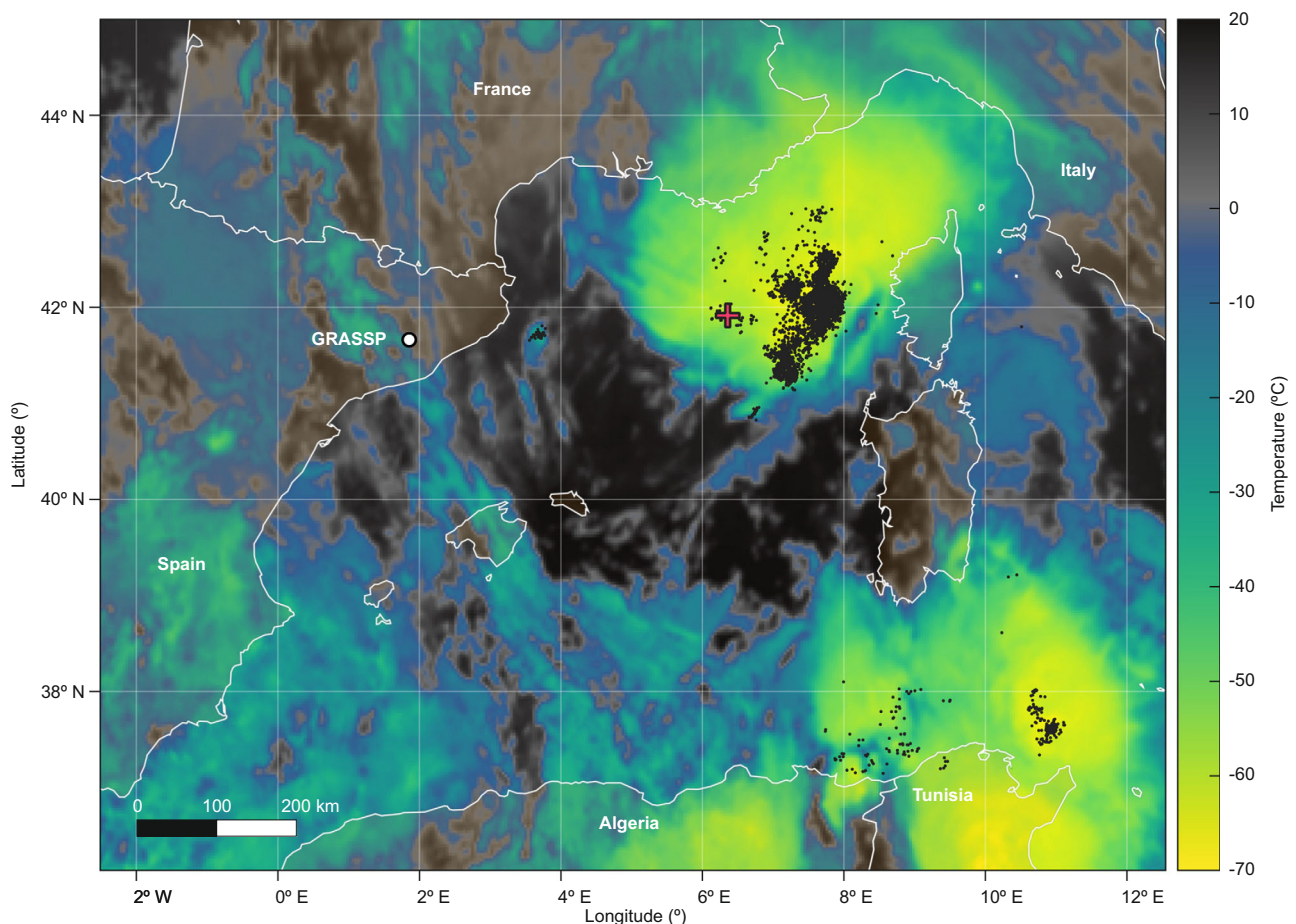 France
Italy
GRASSP
Spain
Algeria
Tunisia
0 100 200 km
44º N
42º N
40º N
38º N
Latitude (º)
2º W 0º E 2º E 4º E 6º E 8º E 10º E 12º E
Longitude (º)
20
10
0
-10
-20
-30
-40
-50
-60
-70
Temperature (ºC)